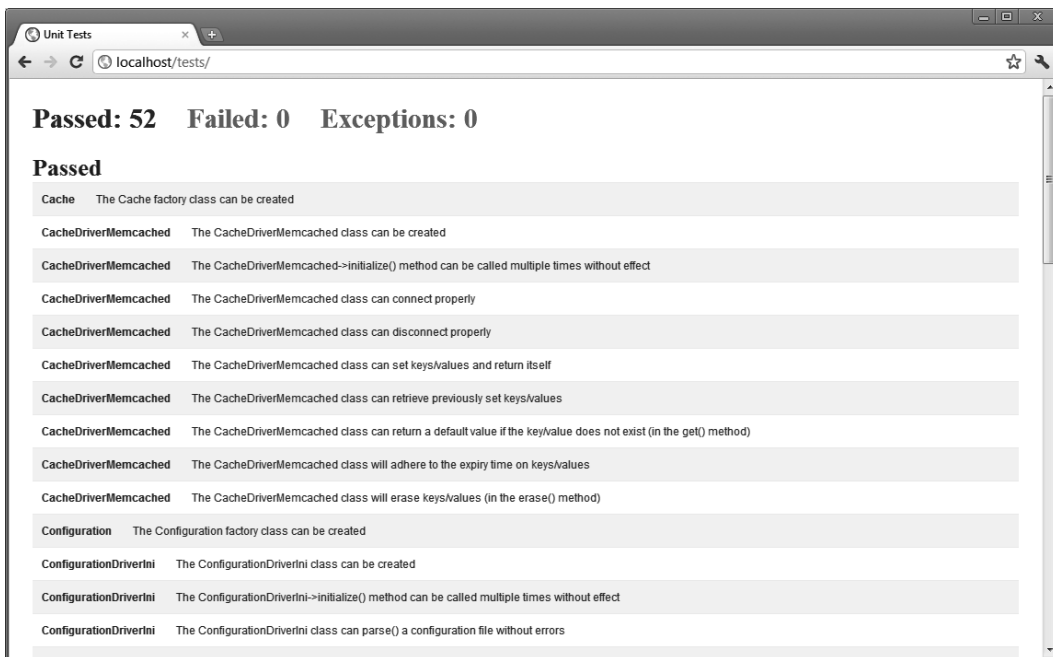 Unit Tests
localhost/tests/
Passed: 52 Failed: 0 Exceptions: 0
Passed
Cache The Cache factory class can be created
CacheDriverMemcached The CacheDriverMemcached class can be created
CacheDriverMemcached The CacheDriverMemcached->initialize() method can be called multiple times without effect
CacheDriverMemcached The CacheDriverMemcached class can connect properly
CacheDriverMemcached The CacheDriverMemcached class can disconnect properly
CacheDriverMemcached The CacheDriverMemcached class can set keys/values and return itself
CacheDriverMemcached The CacheDriverMemcached class can retrieve previously set keys/values
CacheDriverMemcached The CacheDriverMemcached class can return a default value if the key/value does not exist (in the get() method)
CacheDriverMemcached The CacheDriverMemcached class will adhere to the expiry time on keys/values
CacheDriverMemcached The CacheDriverMemcached class will erase keys/values (in the erase() method)
Configuration The Configuration factory class can be created
ConfigurationDriverIni The ConfigurationDriverIni class can be created
ConfigurationDriverIni The ConfigurationDriverIni->initialize() method can be called multiple times without effect
ConfigurationDriverIni The ConfigurationDriverIni class can parse() a configuration file without errors